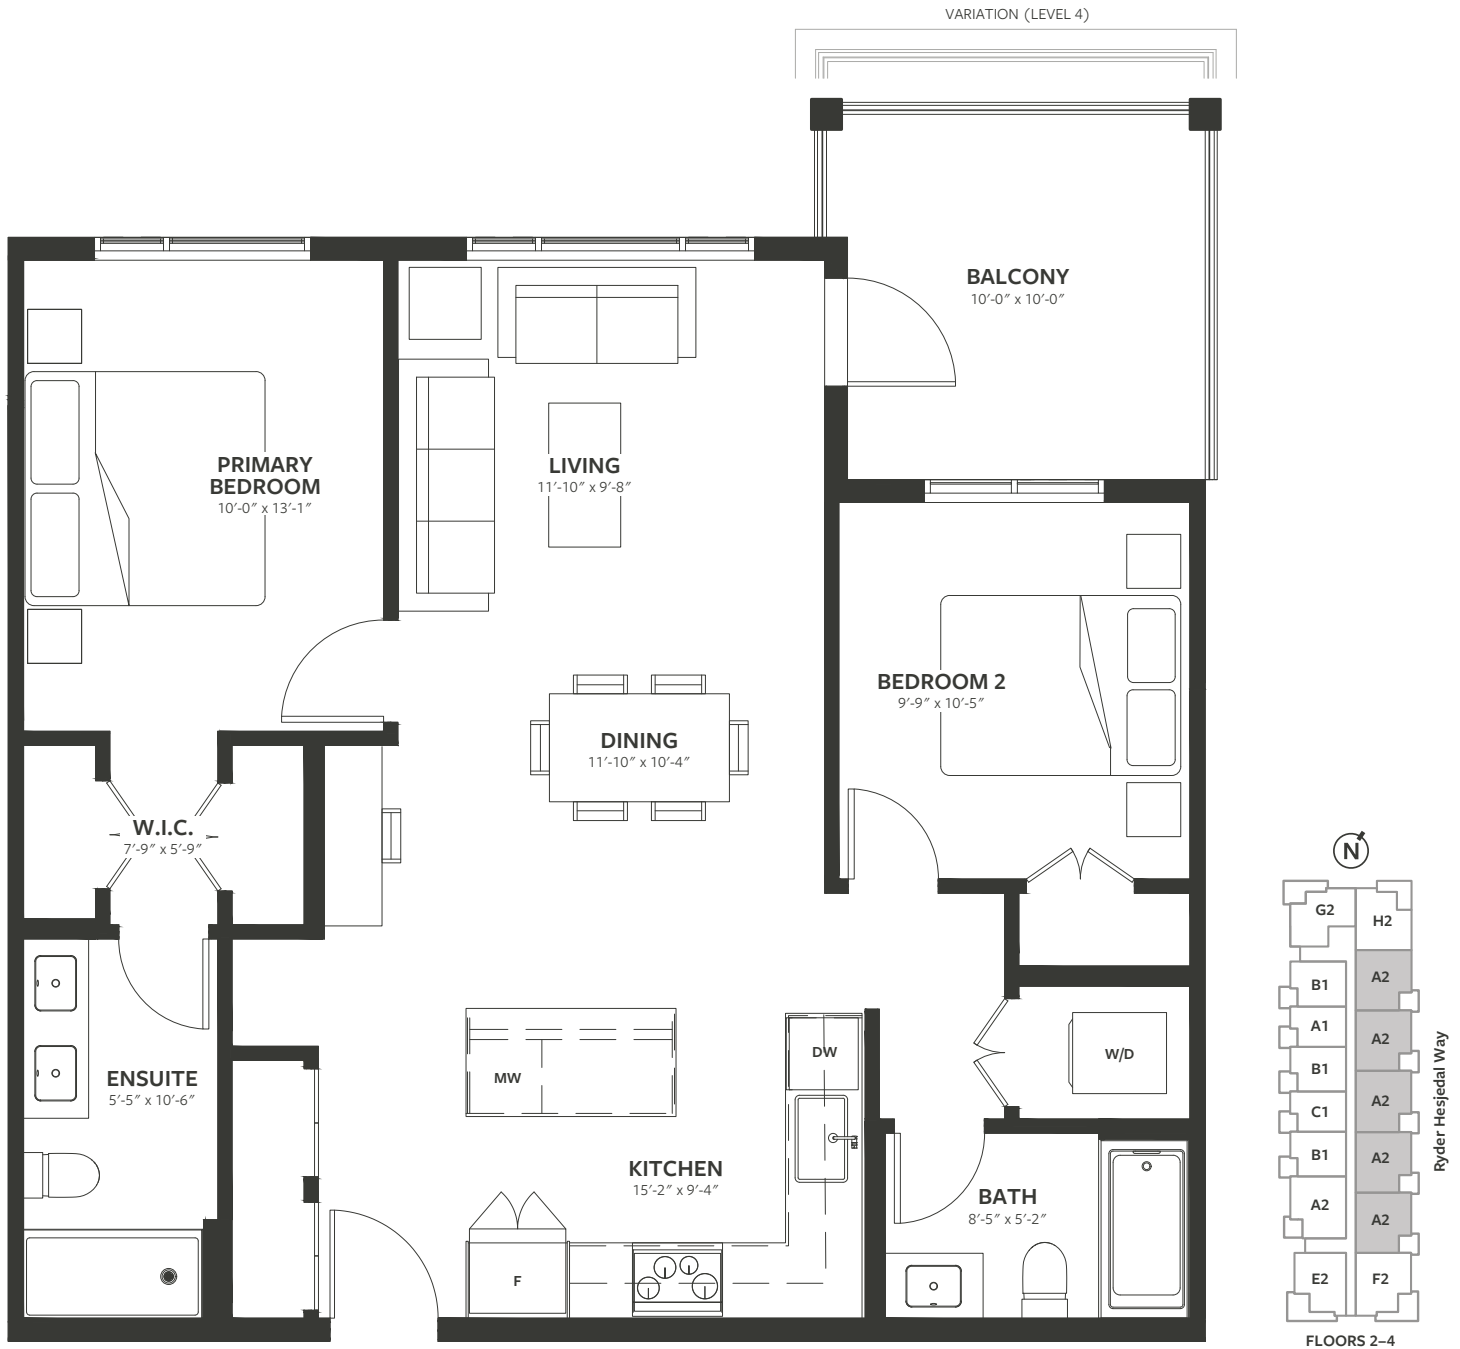 VARIATION (LEVEL 4)
BALCONY
10′-0″ x 10′-0″
PRIMARY
BEDROOM
10′-0″ x 13′-1″
LIVING
11′-10″ x 9′-8″
BEDROOM 2
9′-9″ x 10′-5″
DINING
11′-10″ x 10′-4″
W.I.C.
7′-9″ x 5′-9″
ENSUITE
5′-5″ x 10′-6″
MW
DW
W/D
KITCHEN
15′-2″ x 9′-4″
BATH
8′-5″ x 5′-2″
F
N
G2
H2
B1
A2
A1
A2
B1
A2
C1
B1
A2
A2
A2
E2
F2
Ryder Hesjedal Way
FLOORS 2–4